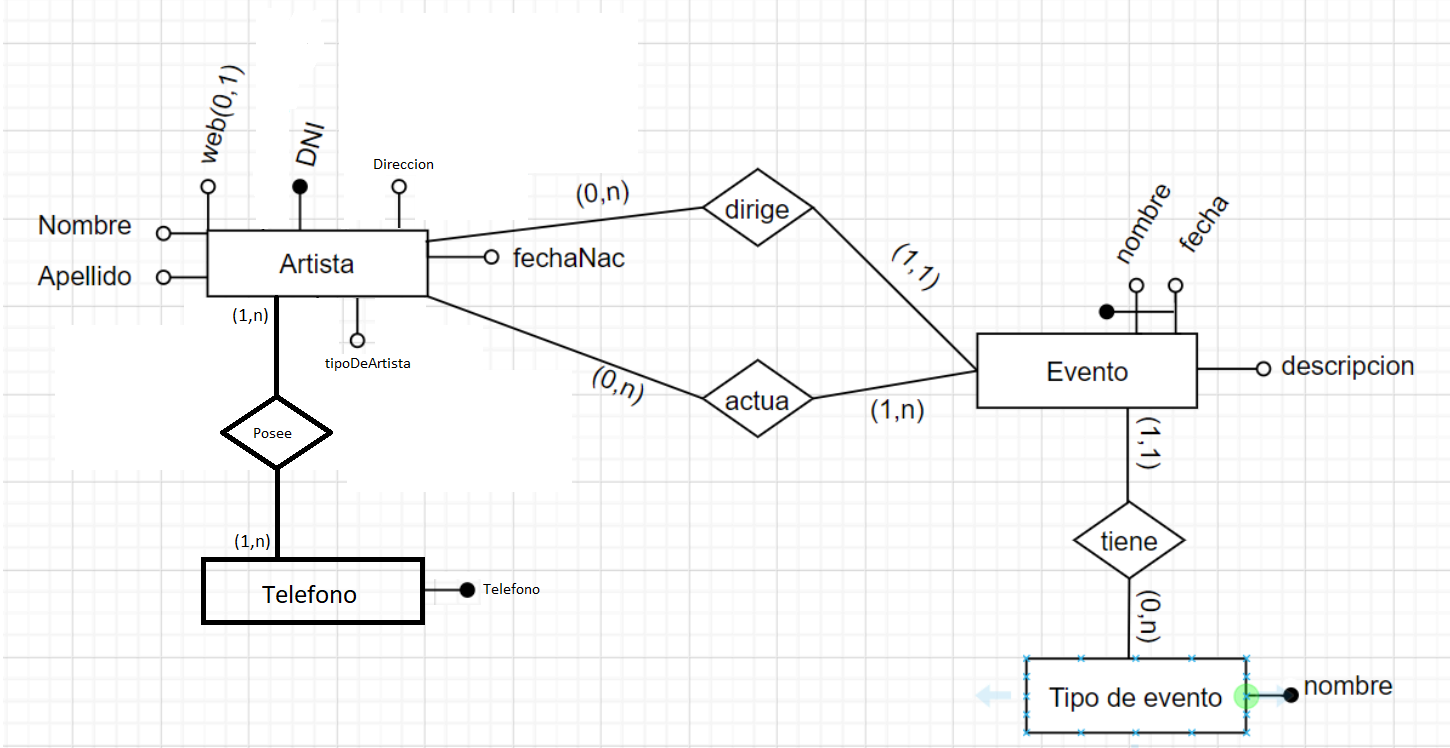 web(0,1)
DNI
Direccion
Nombre
Apellido
Artista
fechaNac
(0,n)
dirige
(1,1)
nombre
fecha
(1,n)
tipoDeArtista
(0,n)
actua
(1,n)
Evento
descripcion
Posee
(1,1)
tiene
(1,n)
Telefono
Telefono
(0,n)
Tipo de evento
nombre